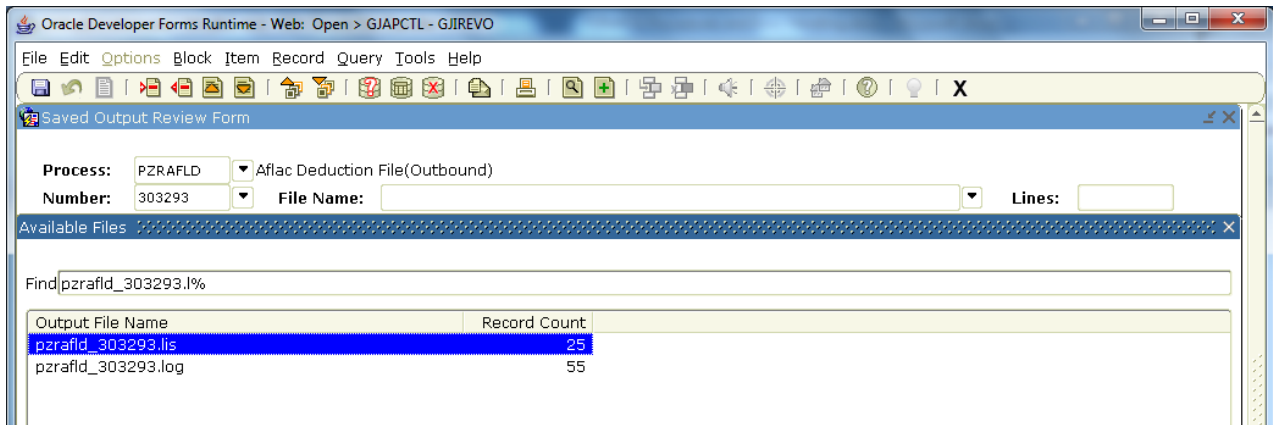 Oracle Developer Forms Runtime - Web: Open > GJAPCTL - GJIREVO
File Edit Options Block Item Record Query Tools Help
X
Saved Output Review Form
Process: PZRAFLD Aflac Deduction File(Outbound)
Number: 303293 File Name: Lines:
Available Files
Find pzrafld_303293.l%
Output File Name Record Count
pzrafld_303293.lis 25
pzrafld_303293.log 55